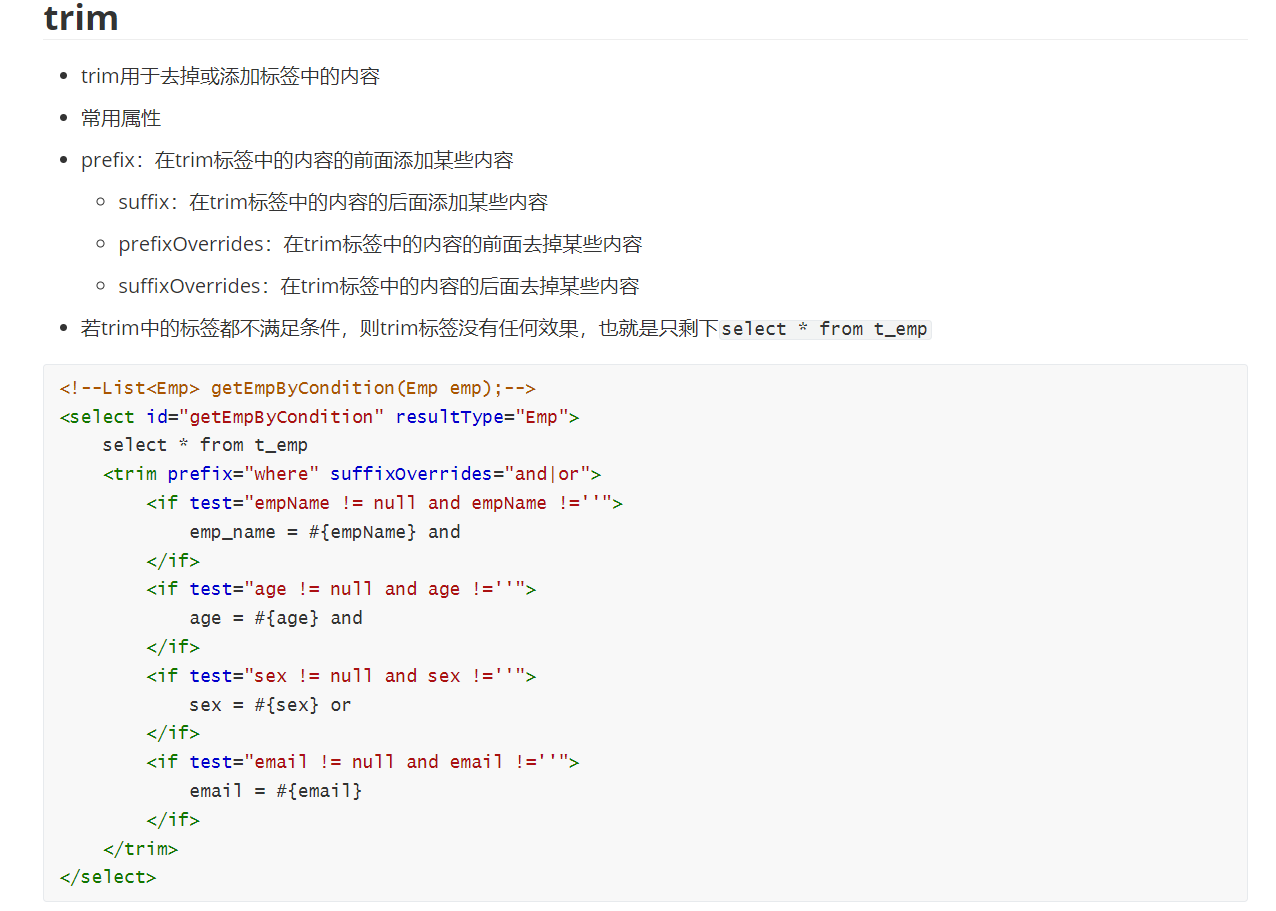 trim
trim用于去掉或添加标签中的内容
常用属性
prefix：在trim标签中的内容的前面添加某些内容
suffix：在trim标签中的内容的后面添加某些内容
prefixOverrides：在trim标签中的内容的前面去掉某些内容
suffixOverrides：在trim标签中的内容的后面去掉某些内容
若trim中的标签都不满足条件，则trim标签没有任何效果，也就是只剩下select * from t_emp
<!--List<Emp> getEmpByCondition(Emp emp);-->
<select id="getEmpByCondition" resultType="Emp">
    select * from t_emp
    <trim prefix="where" suffixOverrides="and|or">
        <if test="empName != null and empName !=''">
            emp_name = #{empName} and
        </if>
        <if test="age != null and age !=''">
            age = #{age} and
        </if>
        <if test="sex != null and sex !=''">
            sex = #{sex} or
        </if>
        <if test="email != null and email !=''">
            email = #{email}
        </if>
    </trim>
</select>